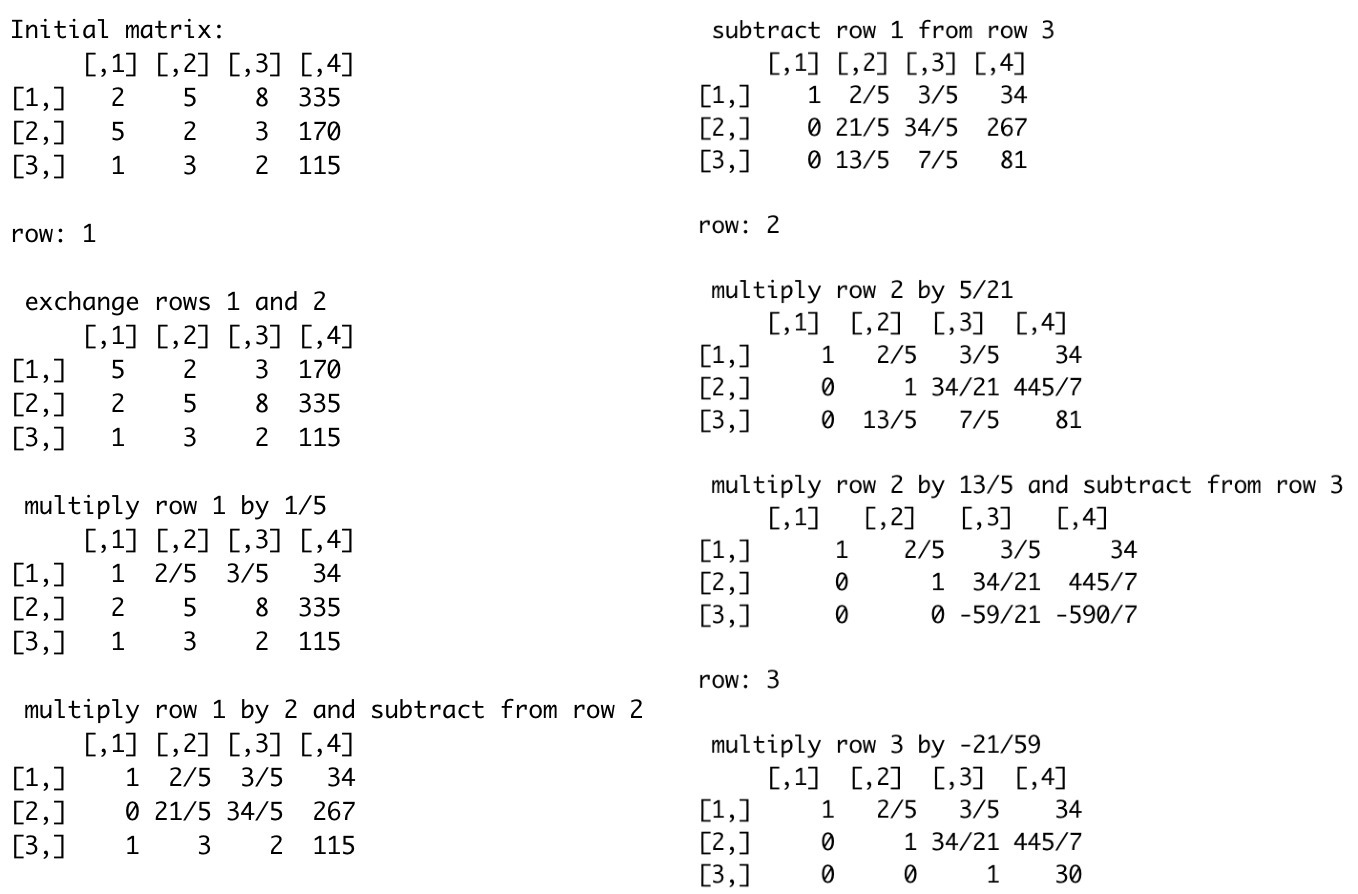 Initial matrix:
     [,1] [,2] [,3] [,4]
[1,]    2    5    8  335
[2,]    5    2    3  170
[3,]    1    3    2  115
row: 1
 exchange rows 1 and 2
     [,1] [,2] [,3] [,4]
[1,]    5    2    3  170
[2,]    2    5    8  335
[3,]    1    3    2  115
 multiply row 1 by 1/5
     [,1] [,2] [,3] [,4]
[1,]    1  2/5  3/5   34
[2,]    2    5    8  335
[3,]    1    3    2  115
 multiply row 1 by 2 and subtract from row 2
     [,1] [,2] [,3] [,4]
[1,]    1  2/5  3/5   34
[2,]    0 21/5 34/5  267
[3,]    1    3    2  115
 subtract row 1 from row 3
     [,1] [,2] [,3] [,4]
[1,]    1  2/5  3/5   34
[2,]    0 21/5 34/5  267
[3,]    0 13/5  7/5   81
row: 2
 multiply row 2 by 5/21
     [,1]  [,2]  [,3]  [,4]
[1,]    1   2/5   3/5    34
[2,]    0     1 34/21 445/7
[3,]    0  13/5   7/5    81
 multiply row 2 by 13/5 and subtract from row 3
     [,1]   [,2]   [,3]   [,4]
[1,]    1    2/5    3/5     34
[2,]    0      1  34/21  445/7
[3,]    0      0 -59/21 -590/7
row: 3
 multiply row 3 by -21/59
     [,1]  [,2]  [,3]  [,4]
[1,]    1   2/5   3/5    34
[2,]    0     1 34/21 445/7
[3,]    0     0     1    30